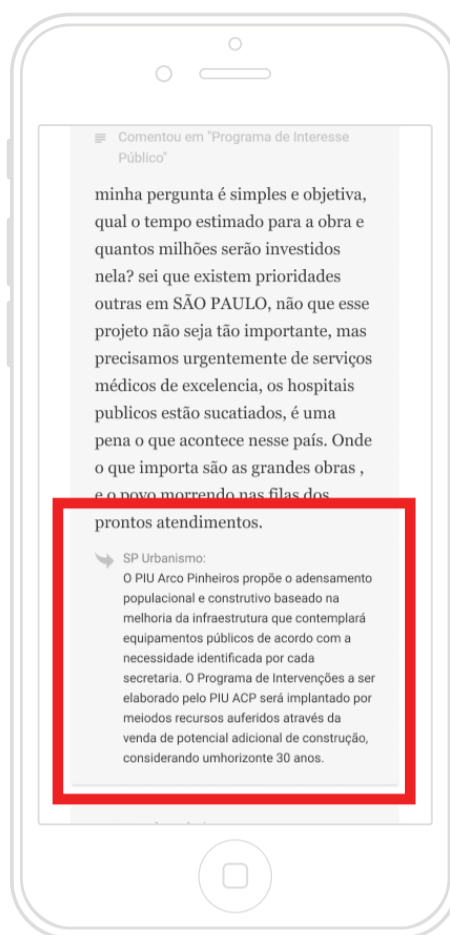 Comentou em "Programa de Interesse
Público"
minha pergunta é simples e objetiva,
qual o tempo estimado para a obra e
quantos milhões serão investidos
nela? sei que existem prioridades
outras em SÃO PAULO, não que esse
projeto não seja tão importante, mas
precisamos urgentemente de serviços
médicos de excelencia, os hospitais
publicos estão sucatiados, é uma
pena o que acontece nesse país. Onde
o que importa são as grandes obras ,
e o povo morrendo nas filas dos
prontos atendimentos.
SP Urbanismo:
O PIU Arco Pinheiros propõe o adensamento
populacional e construtivo baseado na
melhoria da infraestrutura que contemplará
equipamentos públicos de acordo com a
necessidade identificada por cada
secretaria. O Programa de Intervenções a ser
elaborado pelo PIU ACP será implantado por
meiodos recursos auferidos através da
venda de potencial adicional de construção,
considerando umhorizonte 30 anos.